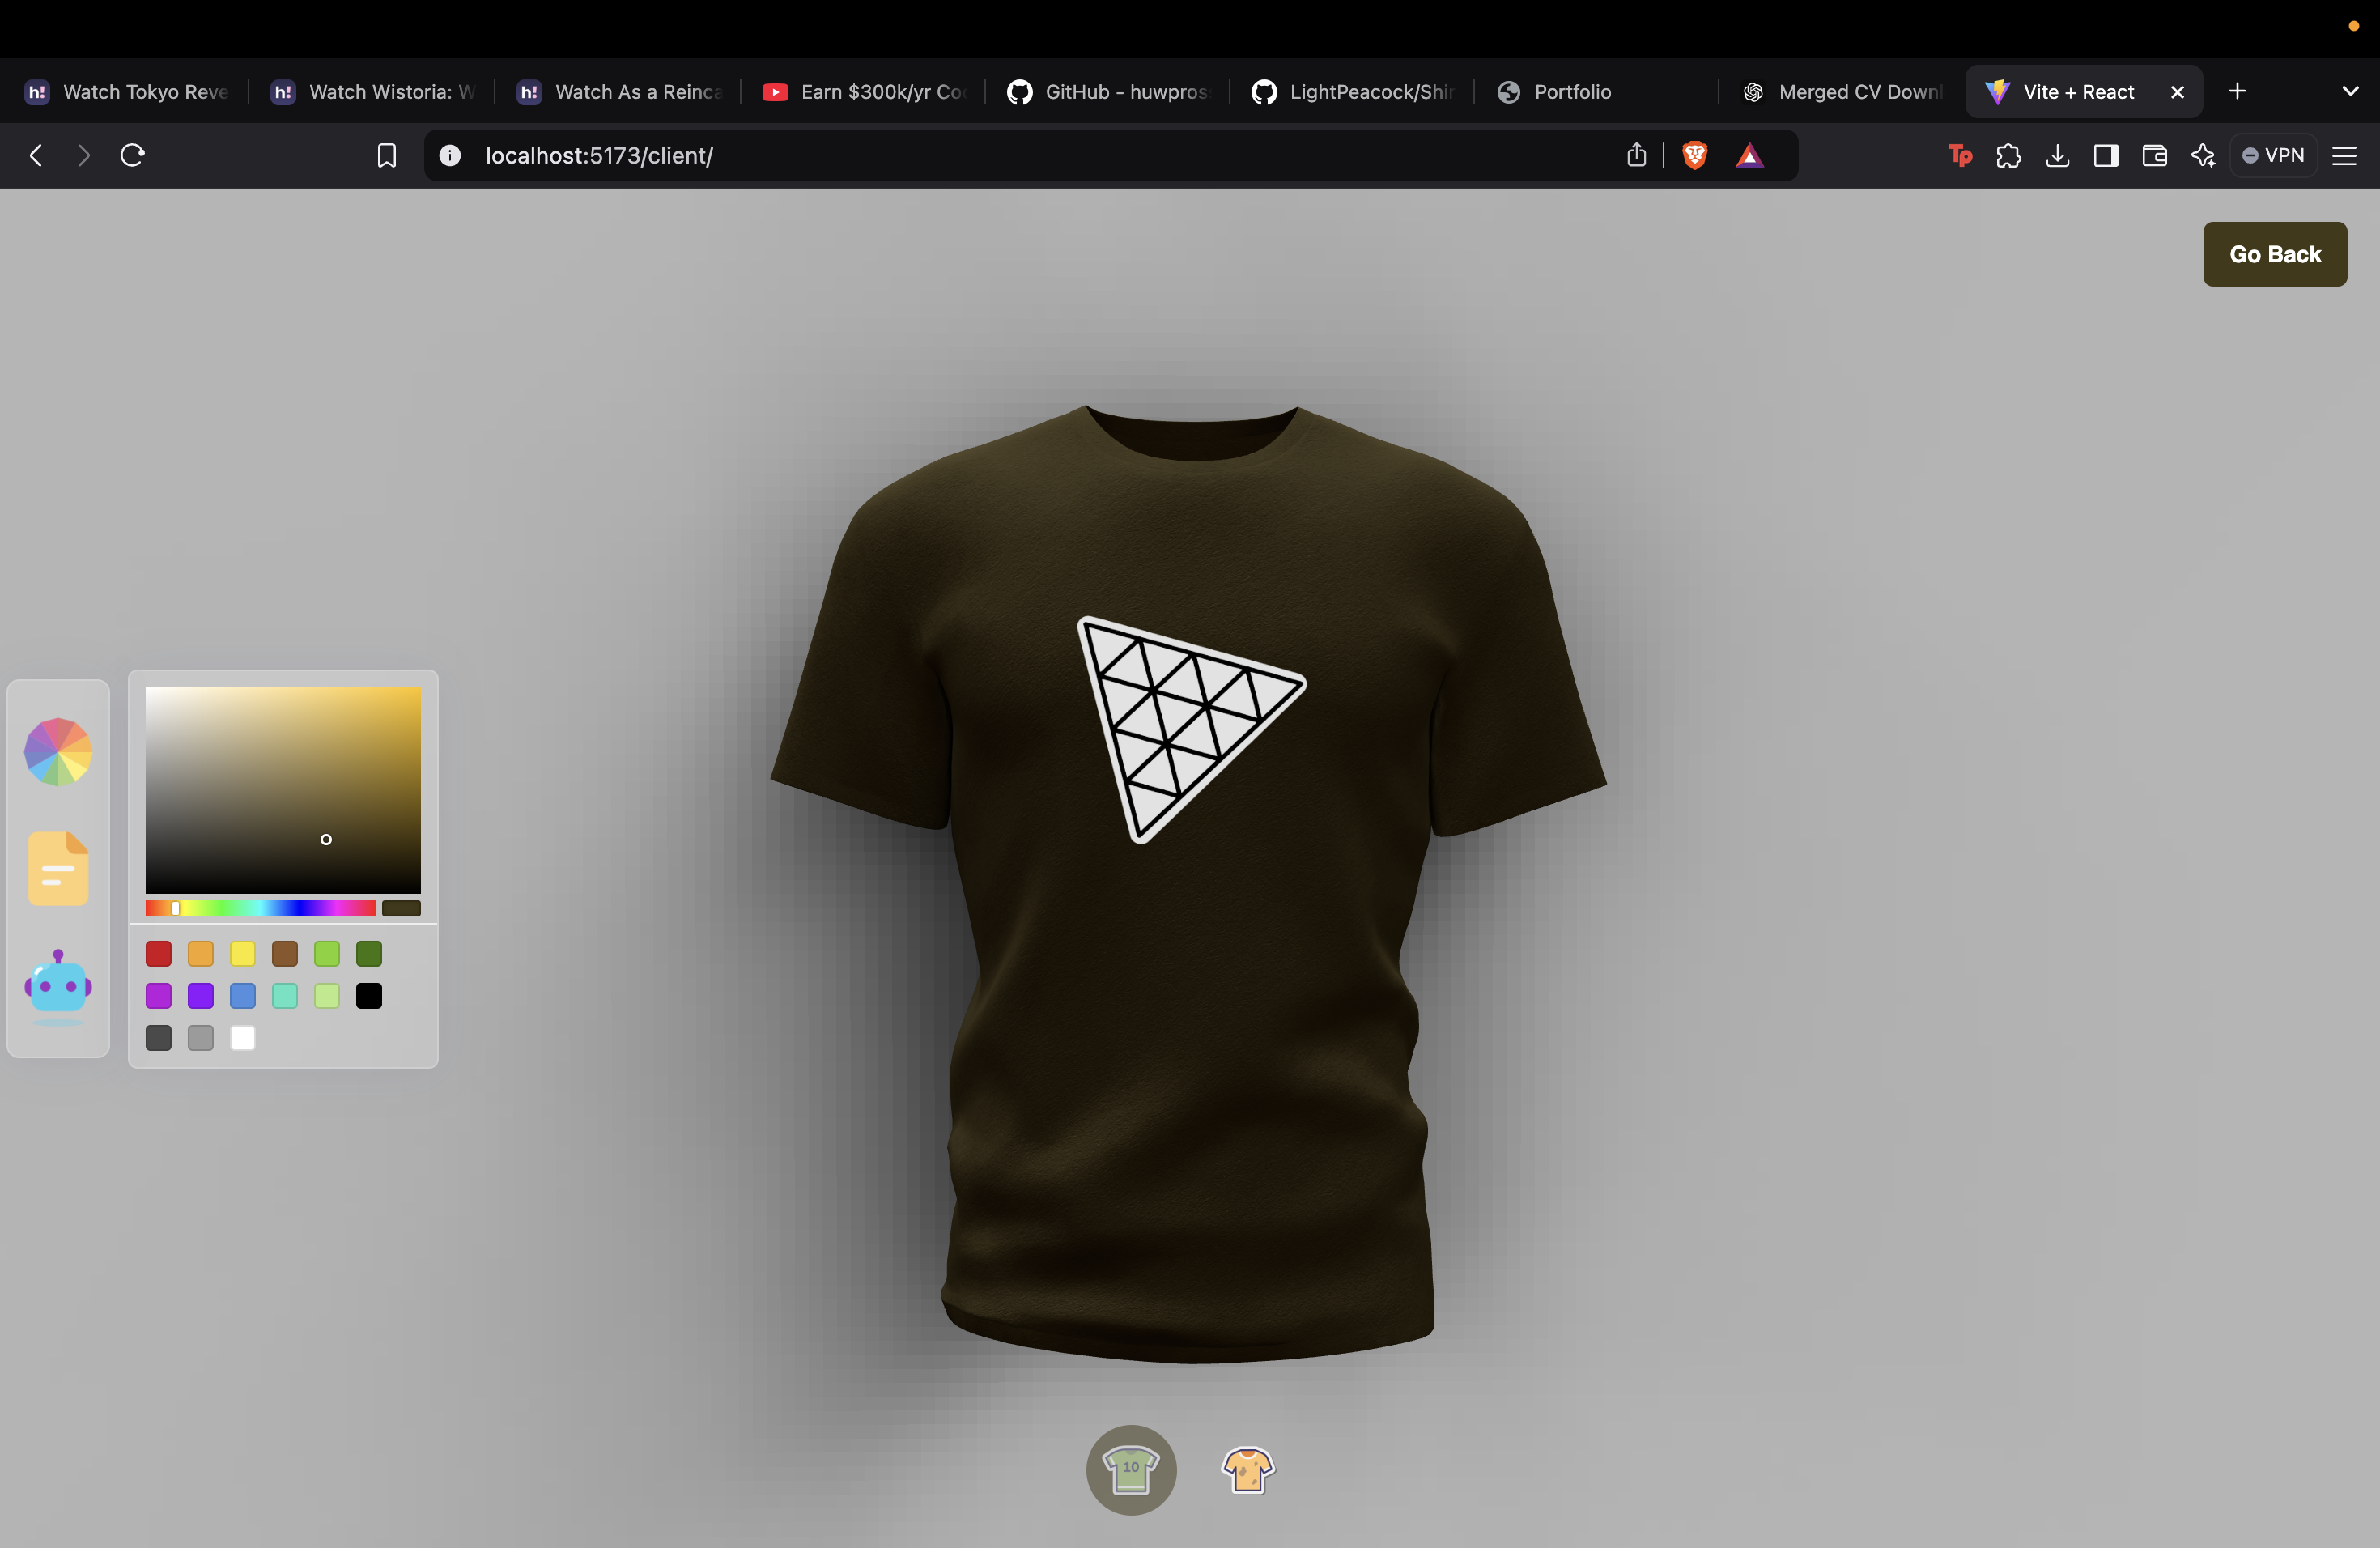 h! Watch Tokyo Reve
h! Watch Wistoria: W
h! Watch As a Reinca
Earn $300k/yr Co
GitHub - huwpros
LightPeacock/Shi
Portfolio
Merged CV Down
Vite + React
localhost:5173/client/
Tp
VPN
Go Back
10